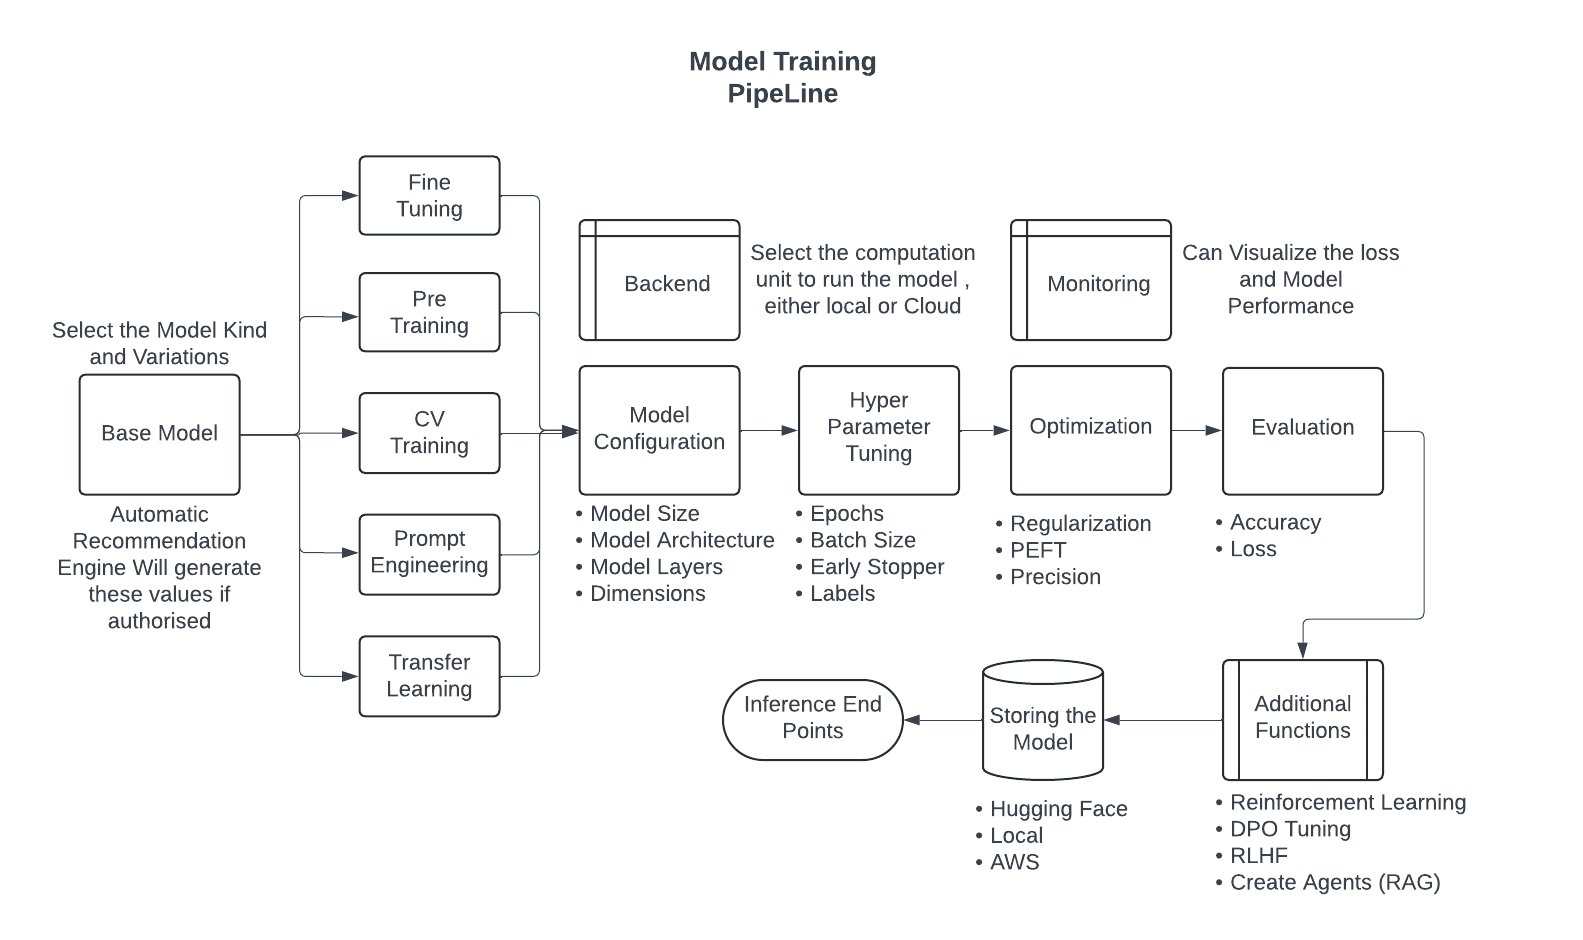 Model Training
PipeLine
Fine
Tuning
Pre
Training
CV
Training
Prompt
Engineering
Transfer
Learning
Select the Model Kind
and Variations
Base Model
Automatic
Recommendation
Engine Will generate
these values if
authorised
Backend
Select the computation
unit to run the model ,
either local or Cloud
Monitoring
Can Visualize the loss
and Model
Performance
Model
Configuration
• Model Size
• Model Architecture
• Model Layers
• Dimensions
Hyper
Parameter
Tuning
• Epochs
• Batch Size
• Early Stopper
• Labels
Optimization
• Regularization
• PEFT
• Precision
Evaluation
• Accuracy
• Loss
Additional
Functions
• Reinforcement Learning
• DPO Tuning
• RLHF
• Create Agents (RAG)
Storing the
Model
• Hugging Face
• Local
• AWS
Inference End
Points